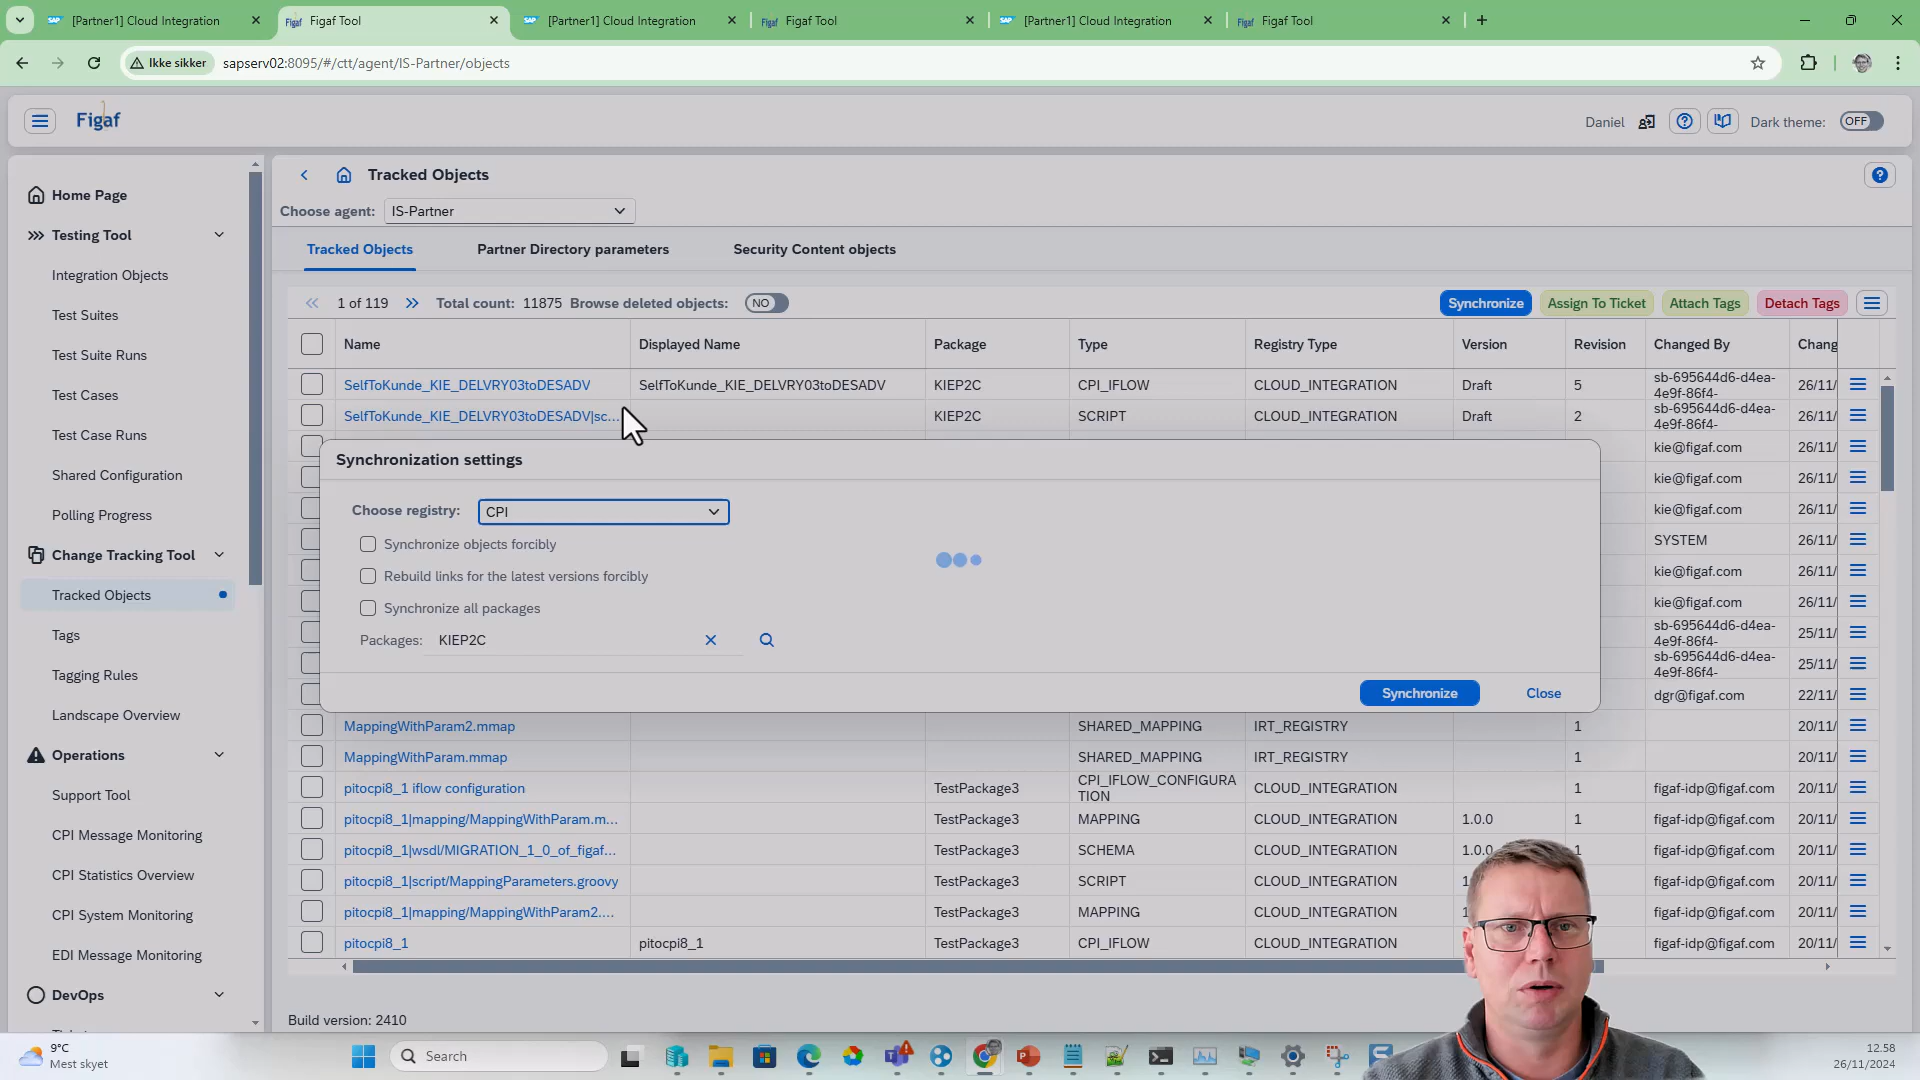 [Partner1] Cloud Integration
Figaf Tool
[Partner1] Cloud Integration
Figaf Tool
[Partner1] Cloud Integration
Figaf Tool
Ikke sikker
sapserv02:8095/#/ctt/agent/IS-Partner/objects
Figaf
Daniel
Dark theme:
OFF
Home Page
Testing Tool
Integration Objects
Test Suites
Test Suite Runs
Test Cases
Test Case Runs
Shared Configuration
Polling Progress
Change Tracking Tool
Tracked Objects
Tags
Tagging Rules
Landscape Overview
Operations
Support Tool
CPI Message Monitoring
CPI Statistics Overview
CPI System Monitoring
EDI Message Monitoring
DevOps
Tracked Objects
Choose agent: IS-Partner
Tracked Objects Partner Directory parameters Security Content objects
1 of 119 Total count: 11875 Browse deleted objects: NO
Synchronize Assign To Ticket Attach Tags Detach Tags
Name Displayed Name Package Type Registry Type Version Revision Changed By Chang
SelfToKunde_KIE_DELVRY03toDESADV SelfToKunde_KIE_DELVRY03toDESADV KIEP2C CPI_IFLOW CLOUD_INTEGRATION Draft 5 sb-695644d6-d4ea-4e9f-86f4- 26/11/
SelfToKunde_KIE_DELVRY03toDESADV|sc... KIEP2C SCRIPT CLOUD_INTEGRATION Draft 2 sb-695644d6-d4ea-4e9f-86f4- 26/11/
kie@figaf.com 26/11/
kie@figaf.com 26/11/
kie@figaf.com 26/11/
SYSTEM 26/11/
kie@figaf.com 26/11/
kie@figaf.com 26/11/
sb-695644d6-d4ea-4e9f-86f4- 25/11/
sb-695644d6-d4ea-4e9f-86f4- 25/11/
dgr@figaf.com 22/11/
Synchronization settings
Choose registry: CPI
Synchronize objects forcibly
Rebuild links for the latest versions forcibly
Synchronize all packages
Packages: KIEP2C
Synchronize Close
MappingWithParam2.mmap SHARED_MAPPING IRT_REGISTRY 1 20/11/
MappingWithParam.mmap SHARED_MAPPING IRT_REGISTRY 1 20/11/
pitocpi8_1 iflow configuration TestPackage3 CPI_IFLOW_CONFIGURATION CLOUD_INTEGRATION 1 figaf-idp@figaf.com 20/11/
pitocpi8_1|mapping/MappingWithParam.m... TestPackage3 MAPPING CLOUD_INTEGRATION 1.0.0 1 figaf-idp@figaf.com 20/11/
pitocpi8_1|wsdl/MIGRATION_1_0_of_figaf... TestPackage3 SCHEMA CLOUD_INTEGRATION 1.0.0 1 figaf-idp@figaf.com 20/11/
pitocpi8_1|script/MappingParameters.groovy TestPackage3 SCRIPT CLOUD_INTEGRATION figaf-idp@figaf.com 20/11/
pitocpi8_1|mapping/MappingWithParam2.... TestPackage3 MAPPING CLOUD_INTEGRATION figaf-idp@figaf.com 20/11/
pitocpi8_1 pitocpi8_1 TestPackage3 CPI_IFLOW CLOUD_INTEGRATION figaf-idp@figaf.com 20/11/
Build version: 2410
9°C
Mest skyet
Search
12.58
26/11/2024